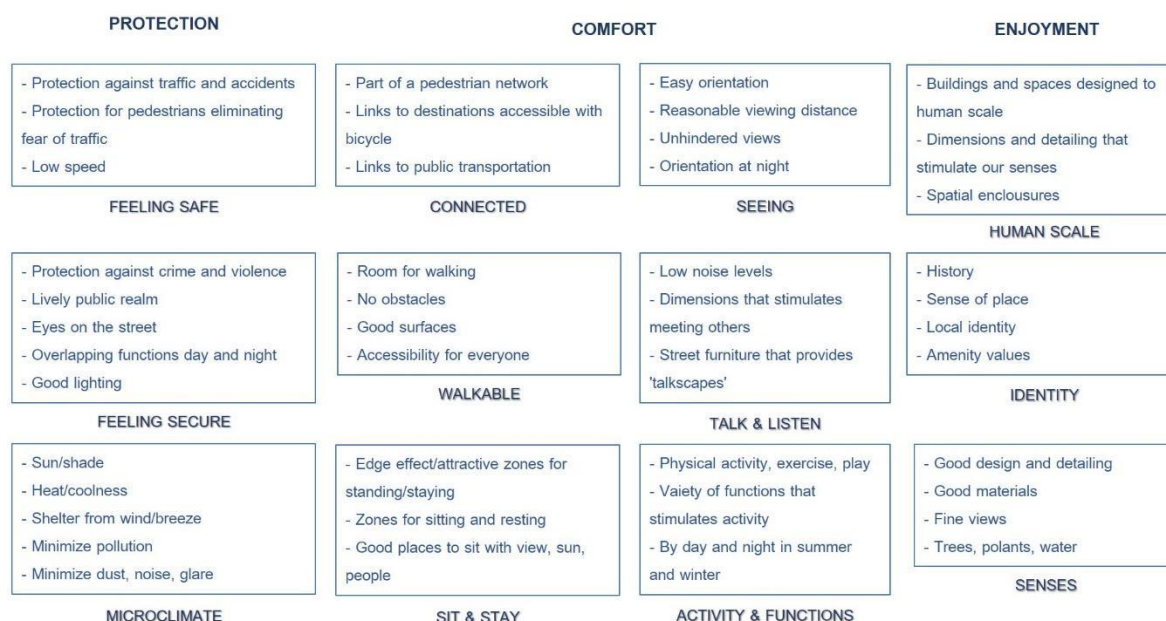 PROTECTION
COMFORT
ENJOYMENT
- Protection against traffic and accidents
- Protection for pedestrians eliminating
fear of traffic
- Low speed
FEELING SAFE
- Part of a pedestrian network
- Links to destinations accessible with
bicycle
- Links to public transportation
CONNECTED
- Easy orientation
- Reasonable viewing distance
- Unhindered views
- Orientation at night
SEEING
- Buildings and spaces designed to
human scale
- Dimensions and detailing that
stimulate our senses
- Spatial enclousures
HUMAN SCALE
- Protection against crime and violence
- Lively public realm
- Eyes on the street
- Overlapping functions day and night
- Good lighting
FEELING SECURE
- Room for walking
- No obstacles
- Good surfaces
- Accessibility for everyone
WALKABLE
- Low noise levels
- Dimensions that stimulates
meeting others
- Street furniture that provides
'talkscapes'
TALK & LISTEN
- History
- Sense of place
- Local identity
- Amenity values
IDENTITY
- Sun/shade
- Heat/coolness
- Shelter from wind/breeze
- Minimize pollution
- Minimize dust, noise, glare
MICROCLIMATE
- Edge effect/attractive zones for
standing/staying
- Zones for sitting and resting
- Good places to sit with view, sun,
people
SIT & STAY
- Physical activity, exercise, play
- Vaiety of functions that
stimulates activity
- By day and night in summer
and winter
ACTIVITY & FUNCTIONS
- Good design and detailing
- Good materials
- Fine views
- Trees, polants, water
SENSES